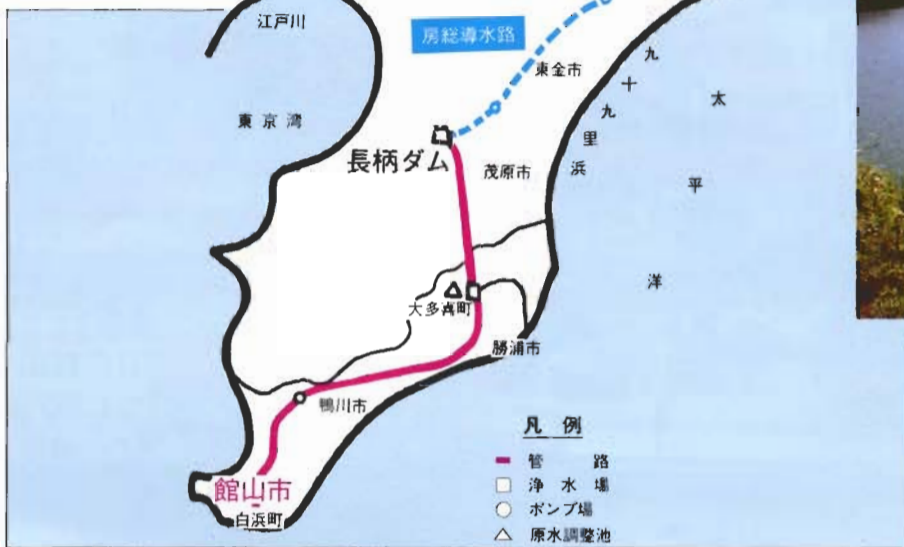 江戸川
房総導水路
東金市
九十九里浜
太平洋
東京湾
長柄ダム
茂原市
大多喜町
勝浦市
鴨川市
館山市
白浜町
凡例
管路
浄水場
ポンプ場
原水調整池